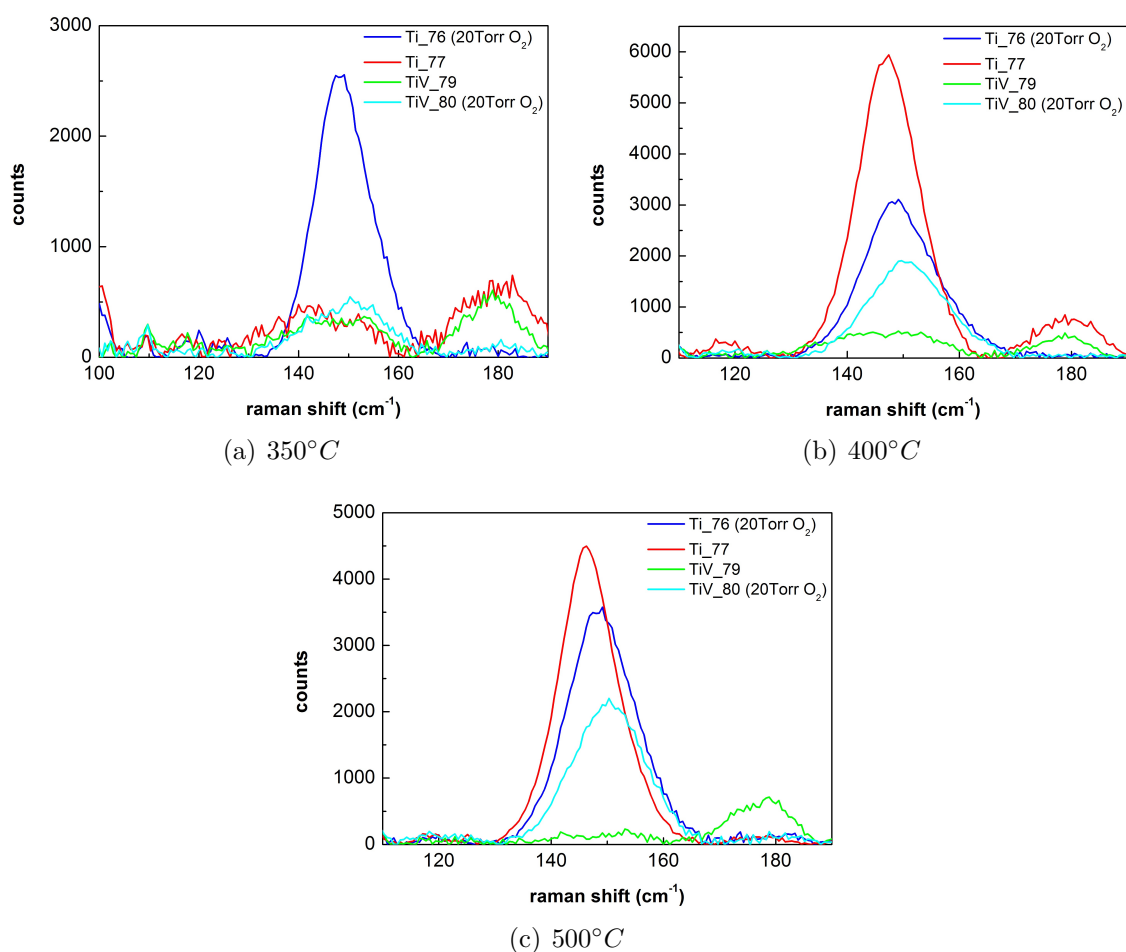 3000
2000
1000
0
counts
Ti_76 (20Torr O₂)
Ti_77
TiV_79
TiV_80 (20Torr O₂)
100 120 140 160 180
raman shift (cm⁻¹)
(a) 350°C
6000
5000
4000
3000
2000
1000
0
counts
Ti_76 (20Torr O₂)
Ti_77
TiV_79
TiV_80 (20Torr O₂)
120 140 160 180
raman shift (cm⁻¹)
(b) 400°C
5000
4000
3000
2000
1000
0
counts
Ti_76 (20Torr O₂)
Ti_77
TiV_79
TiV_80 (20Torr O₂)
120 140 160 180
raman shift (cm⁻¹)
(c) 500°C